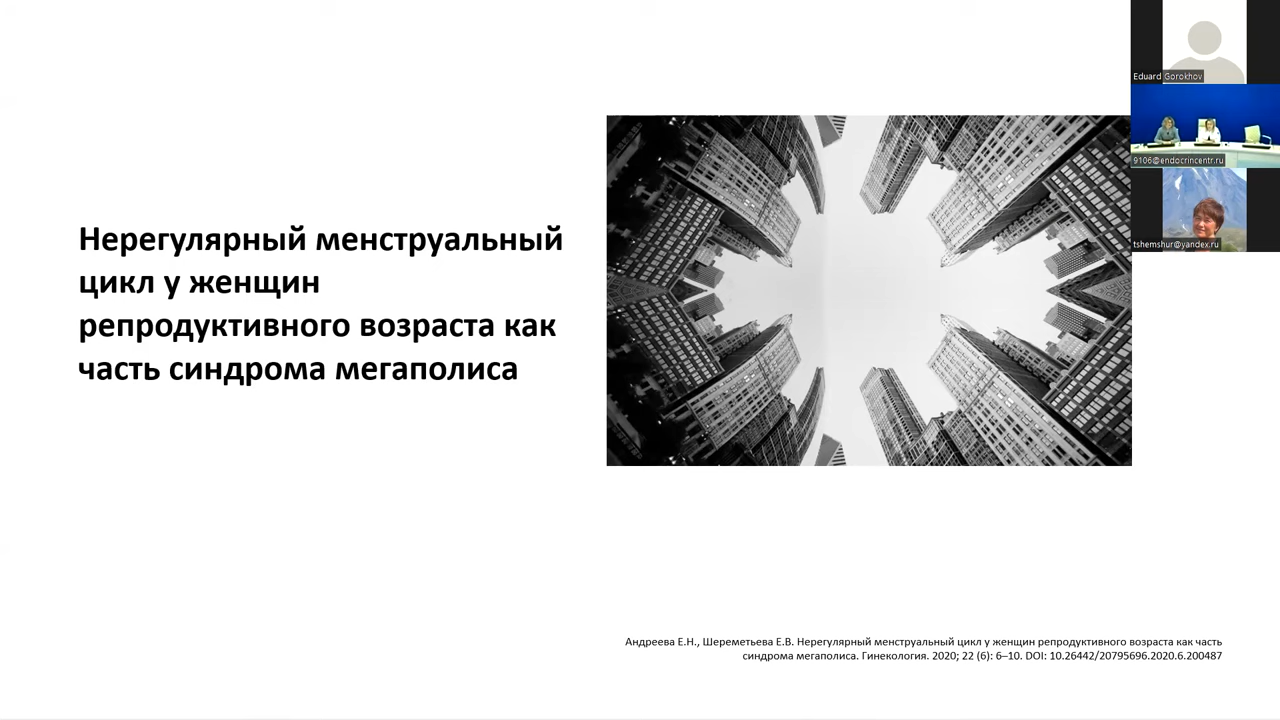 Нерегулярный менструальный
цикл у женщин
репродуктивного возраста как
часть синдрома мегаполиса
Eduard Gorokhov
9106@endocrincentr.ru
tshemshur@yandex.ru
Андреева Е.Н., Шереметьева Е.В. Нерегулярный менструальный цикл у женщин репродуктивного возраста как часть
синдрома мегаполиса. Гинекология. 2020; 22 (6): 6–10. DOI: 10.26442/20795696.2020.6.200487